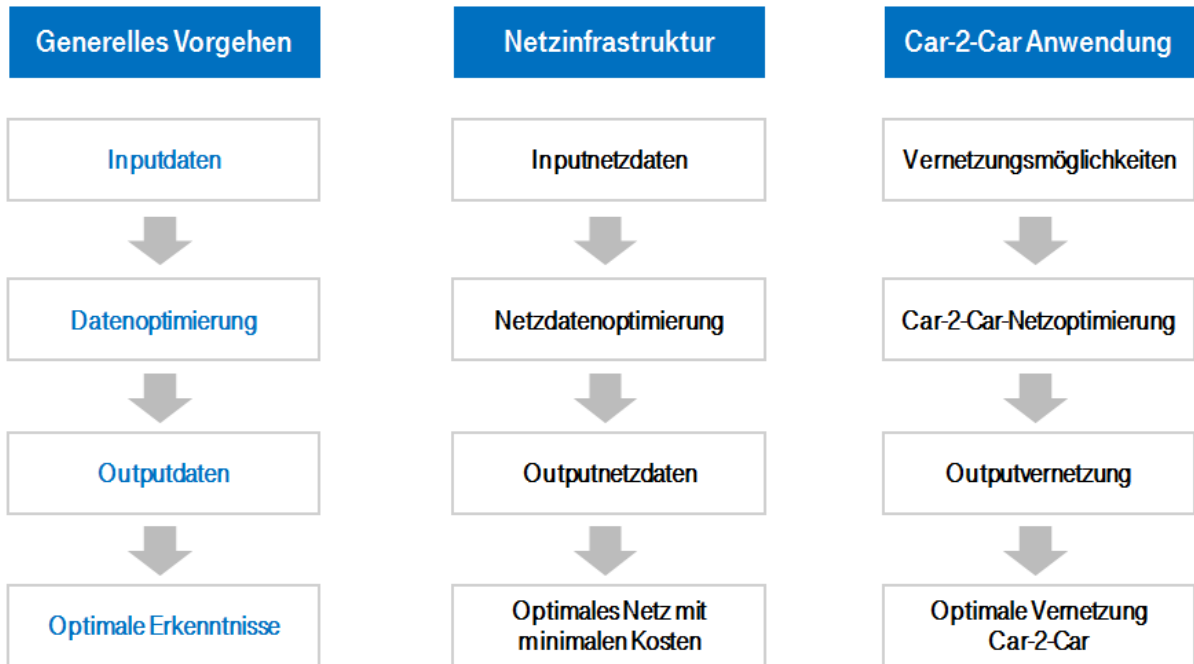 Generelles Vorgehen
Inputdaten
Datenoptimierung
Outputdaten
Optimale Erkenntnisse
Netzinfrastruktur
Inputnetzdaten
Netzdatenoptimierung
Outputnetzdaten
Optimales Netz mit
minimalen Kosten
Car-2-Car Anwendung
Vernetzungsmöglichkeiten
Car-2-Car-Netzoptimierung
Outputvernetzung
Optimale Vernetzung
Car-2-Car